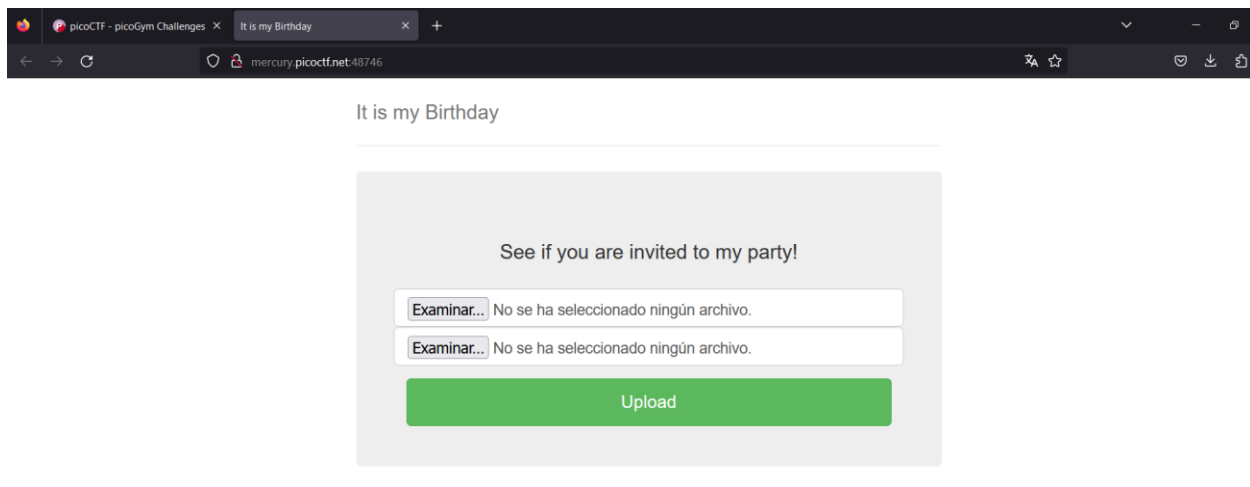 picoCTF - picoGym Challenges
It is my Birthday
mercury.picoctf.net:48746
It is my Birthday
See if you are invited to my party!
Examinar... No se ha seleccionado ningún archivo.
Examinar... No se ha seleccionado ningún archivo.
Upload